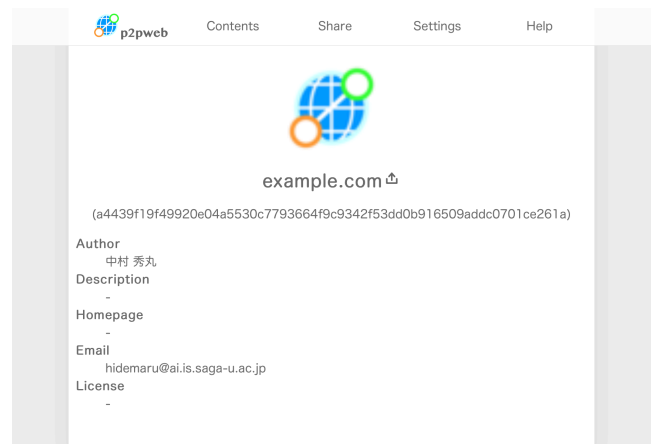 p2pweb Contents Share Settings Help
example.com
(a4439f19f49920e04a5530c7793664f9c9342f53dd0b916509addc0701ce261a)
Author
中村 秀丸
Description
-
Homepage
-
Email
hidemaru@ai.is.saga-u.ac.jp
License
-